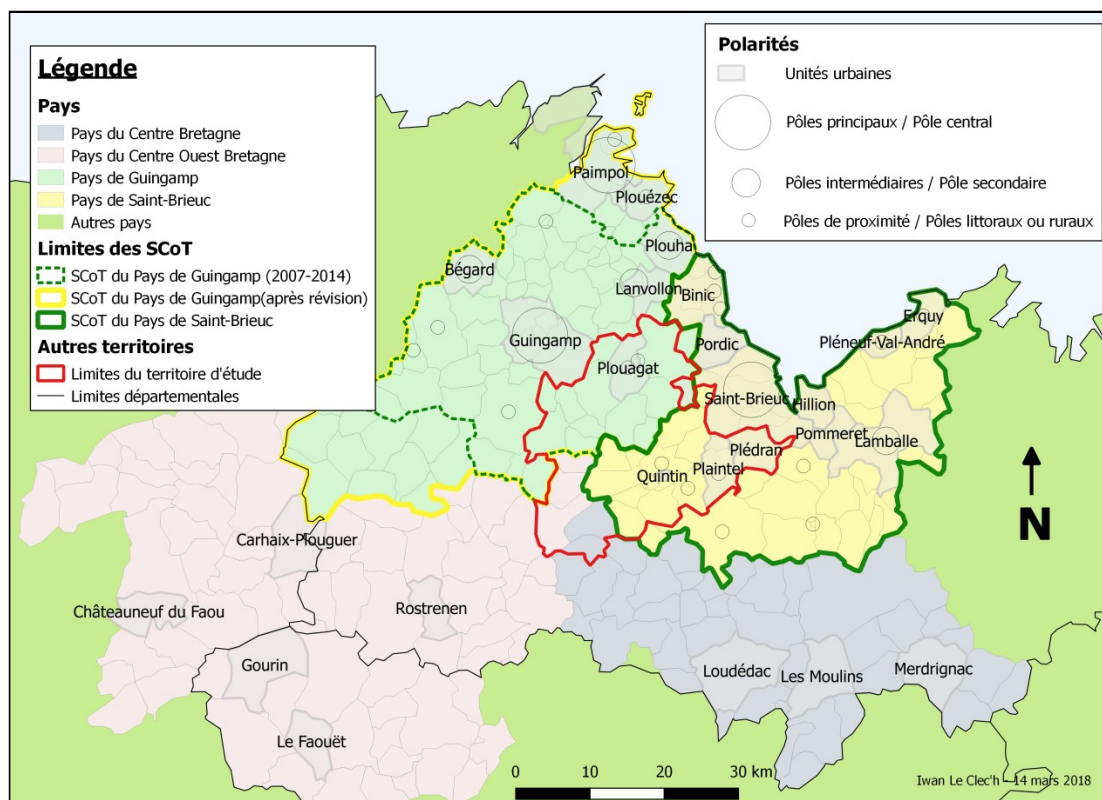 Légende
Pays
Pays du Centre Bretagne
Pays du Centre Ouest Bretagne
Pays de Guingamp
Pays de Saint-Brieuc
Autres pays
Limites des SCoT
SCoT du Pays de Guingamp (2007-2014)
SCoT du Pays de Guingamp(après révision)
SCoT du Pays de Saint-Brieuc
Autres territoires
Limites du territoire d'étude
Limites départementales
Polarités
Unités urbaines
Pôles principaux / Pôle central
Pôles intermédiaires / Pôle secondaire
Pôles de proximité / Pôles littoraux ou ruraux
Paimpol
Plouézec
Plouha
Bégard
Lanvollon
Binic
Erquy
Guingamp
Pordic
Pléneuf-Val-André
Plouagat
Saint-Brieuc
Hillion
Pommeret
Lamballe
Plédran
Quintin
Plaintel
N
Carhaix-Plouguer
Châteauneuf du Faou
Rostrenen
Gourin
Loudédac
Les Moulins
Merdrignac
Le Faouët
0 10 20 30 km
Iwan Le Clec'h - 14 mars 2018